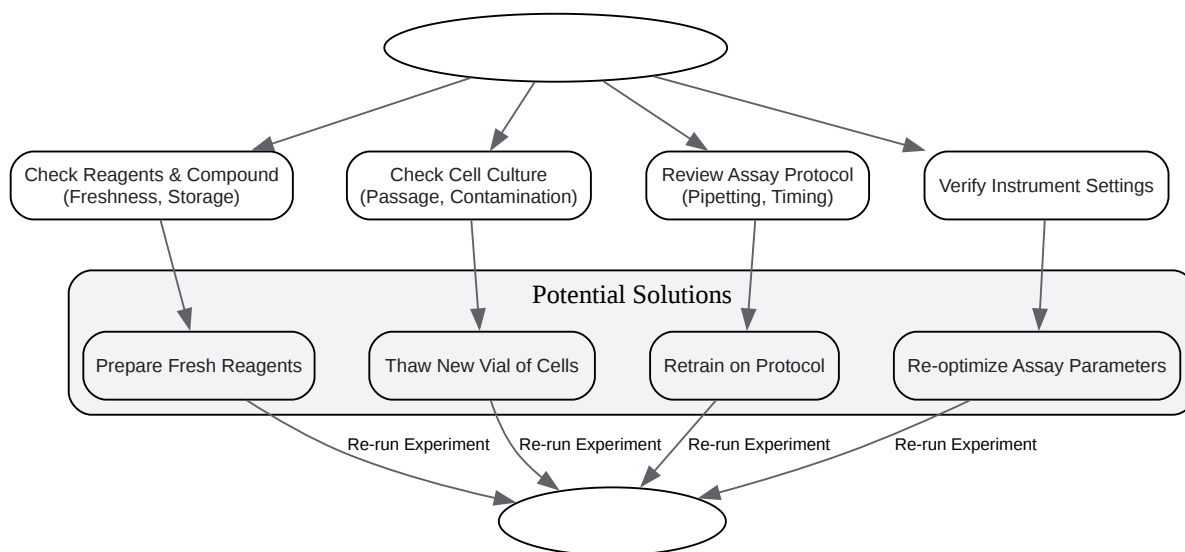 Check Reagents & Compound
(Freshness, Storage)
Check Cell Culture
(Passage, Contamination)
Review Assay Protocol
(Pipetting, Timing)
Verify Instrument Settings
Potential Solutions
Prepare Fresh Reagents
Thaw New Vial of Cells
Retrain on Protocol
Re-optimize Assay Parameters
Re-run Experiment
Re-run Experiment
Re-run Experiment
Re-run Experiment